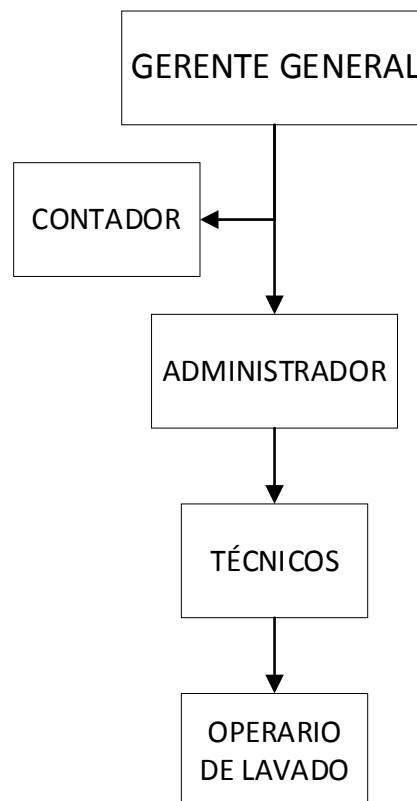 GERENTE GENERAL
CONTADOR
ADMINISTRADOR
TÉCNICOS
OPERARIO
DE LAVADO